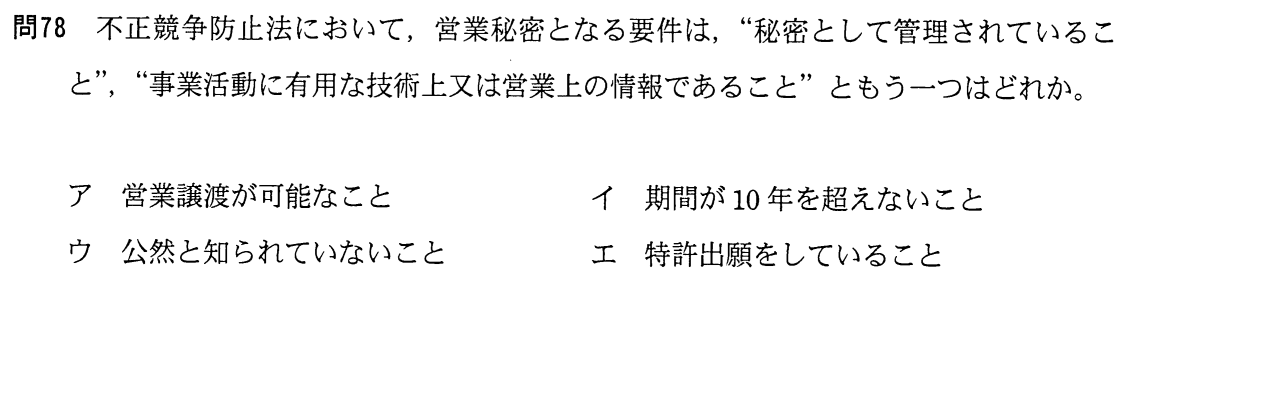 問78　不正競争防止法において，営業秘密となる要件は，“秘密として管理されているこ
と”，“事業活動に有用な技術上又は営業上の情報であること”ともう一つはどれか。
ア　営業譲渡が可能なこと　イ　期間が10年を超えないこと
ウ　公然と知られていないこと　エ　特許出願をしていること